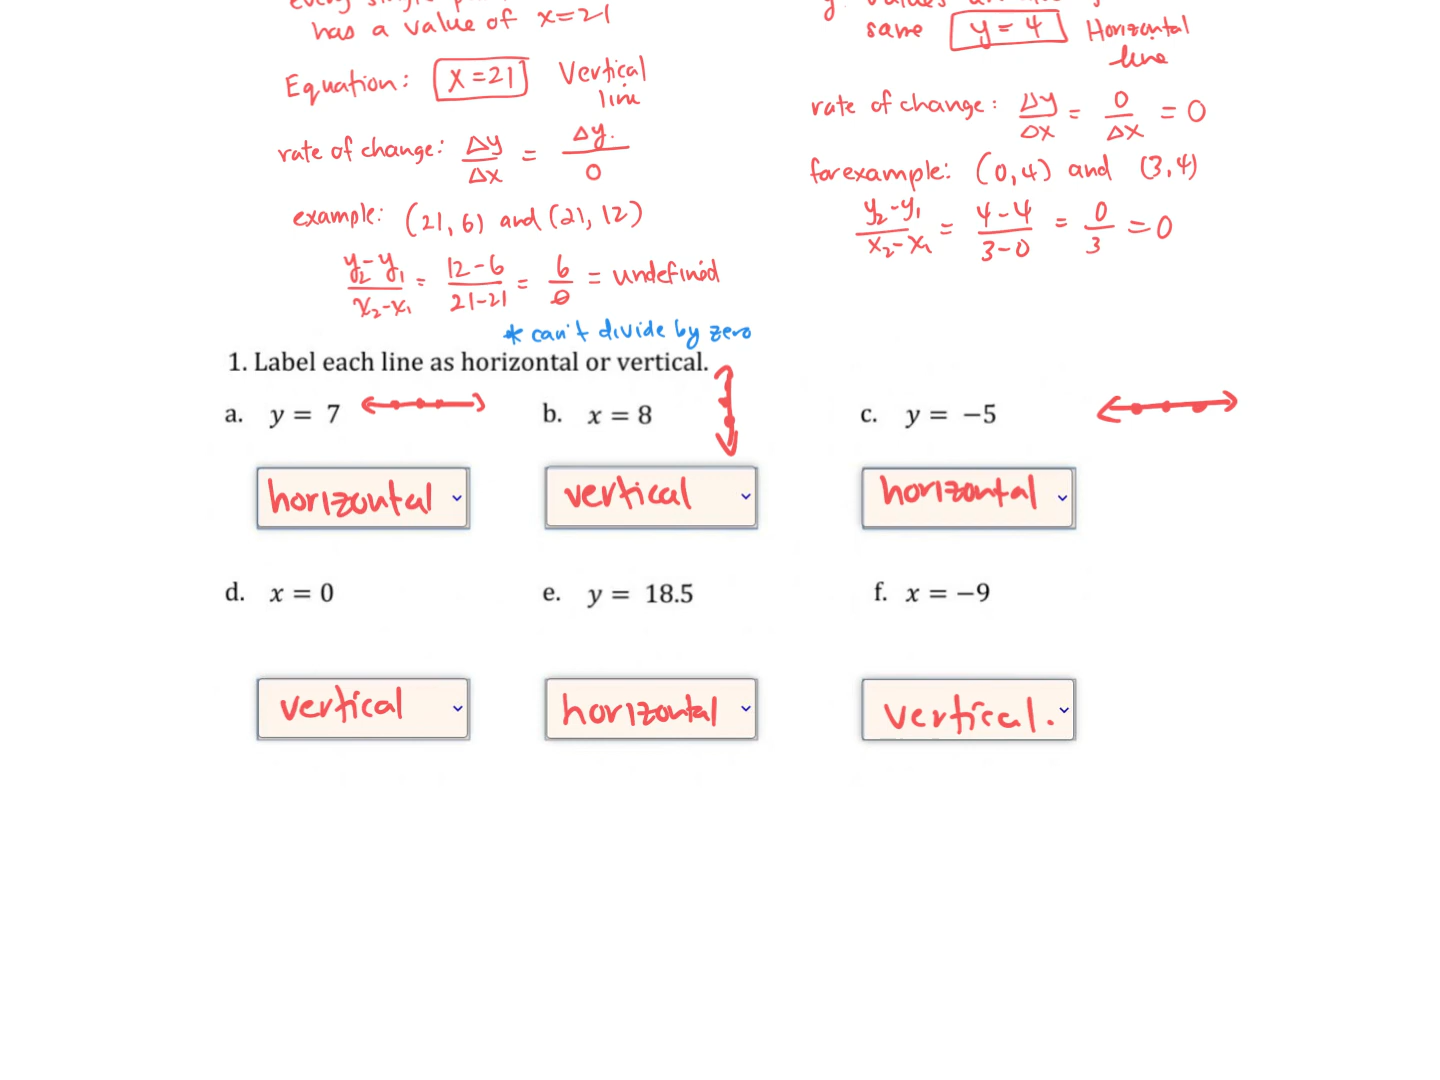 has a value of x=21
Equation: x=21 Vertical line
rate of change: Δy/Δx = Δy/0
example: (21, 6) and (21, 12)
y₂-y₁/x₂-x₁ = 12-6/21-21 = 6/0 = undefined
* can't divide by zero
same y = 4 Horizontal line
rate of change: Δy/Δx = 0/Δx = 0
for example: (0,4) and (3,4)
y₂-y₁/x₂-x₁ = 4-4/3-0 = 0/3 = 0
1. Label each line as horizontal or vertical.
a. y = 7 b. x = 8 c. y = −5
horizontal vertical horizontal
d. x = 0 e. y = 18.5 f. x = −9
vertical horizontal vertical.